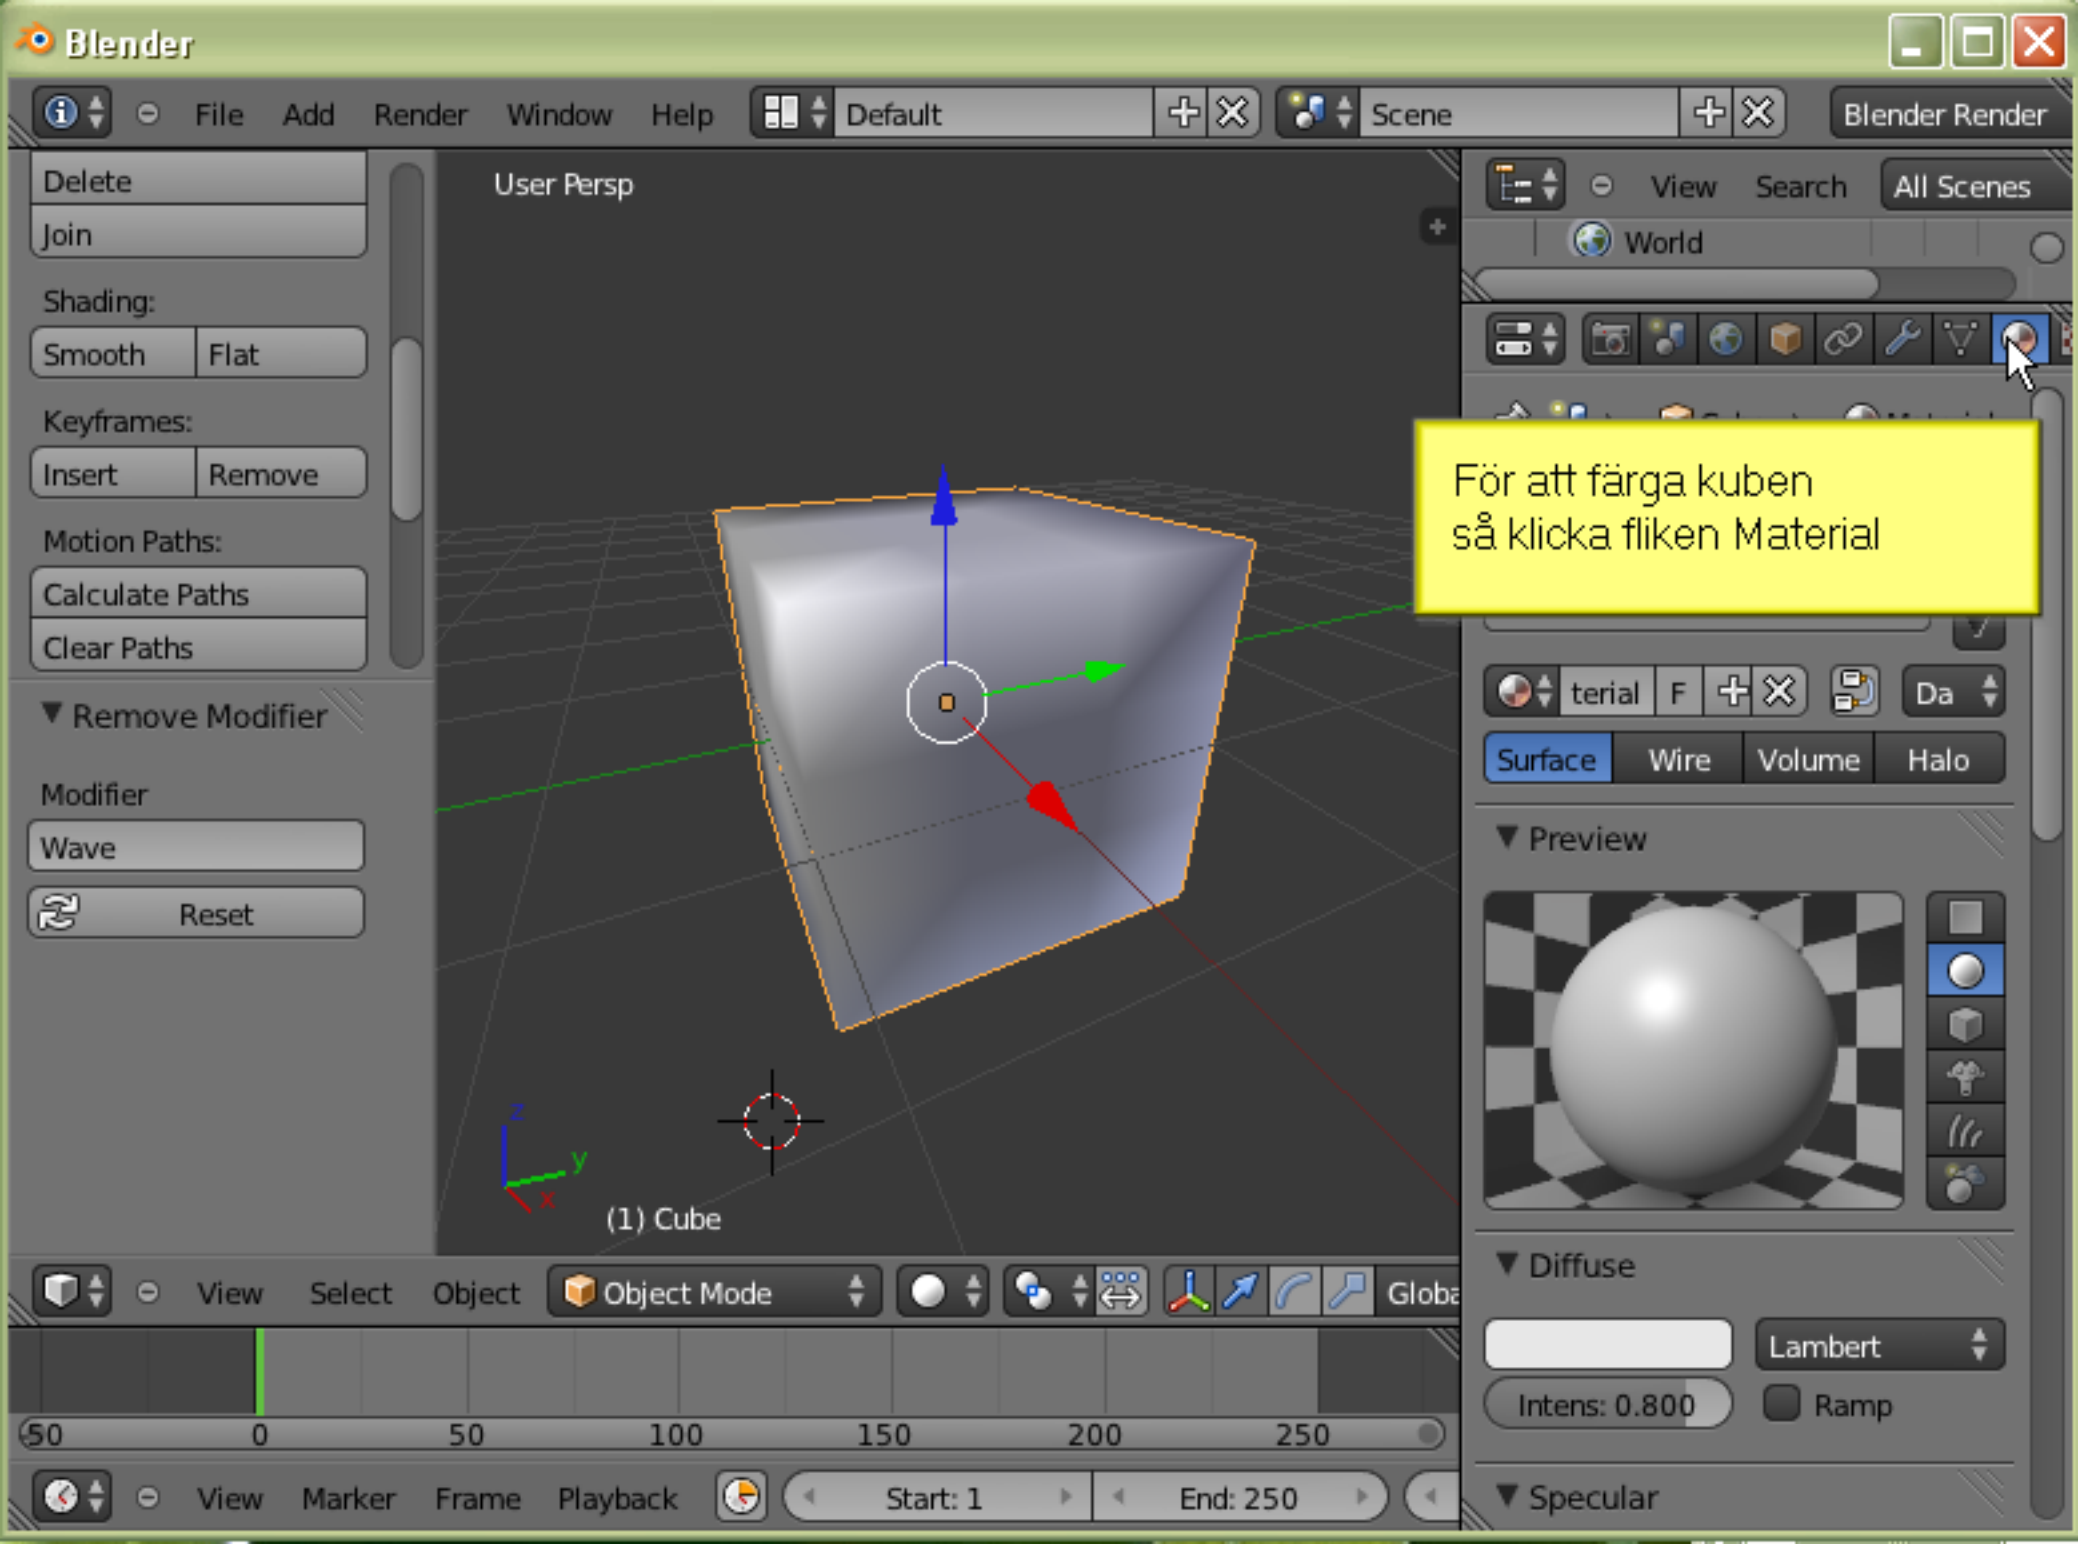 Blender
File Add Render Window Help Default Scene Blender Render
Delete
Join
Shading:
Smooth Flat
Keyframes:
Insert Remove
Motion Paths:
Calculate Paths
Clear Paths
Remove Modifier
Modifier
Wave
Reset
User Persp
z
y
x
(1) Cube
View Select Object Object Mode Globa
-50 0 50 100 150 200 250
View Marker Frame Playback Start: 1 End: 250
View Search All Scenes
World
För att färga kuben
så klicka fliken Material
terial F Da
Surface Wire Volume Halo
Preview
Diffuse
Lambert
Intens: 0.800 Ramp
Specular